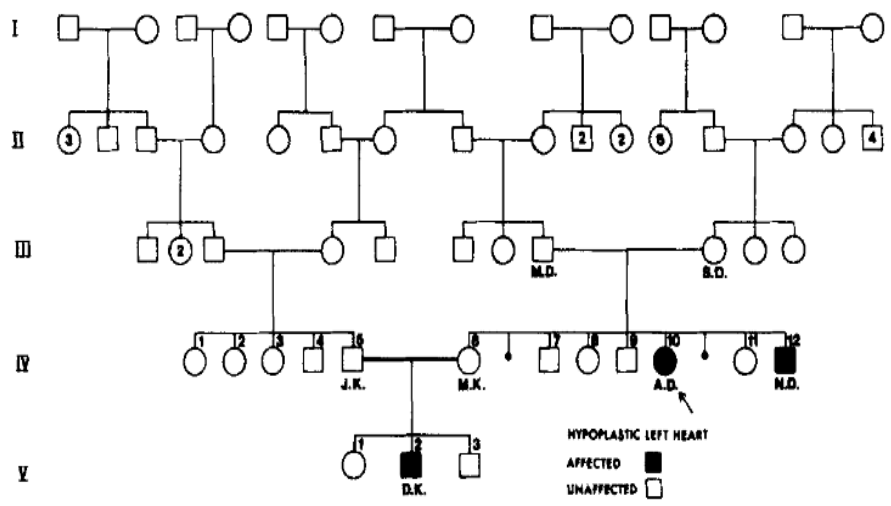 I
II
3 2 2 5 4
III
2
M.D. S.D.
IV
1 2 3 4 5 6 7 8 9 10 11 12
J.K. M.K. A.D. N.D.
HYPOPLASTIC LEFT HEART
AFFECTED
UNAFFECTED
V
1 2 3
D.K.